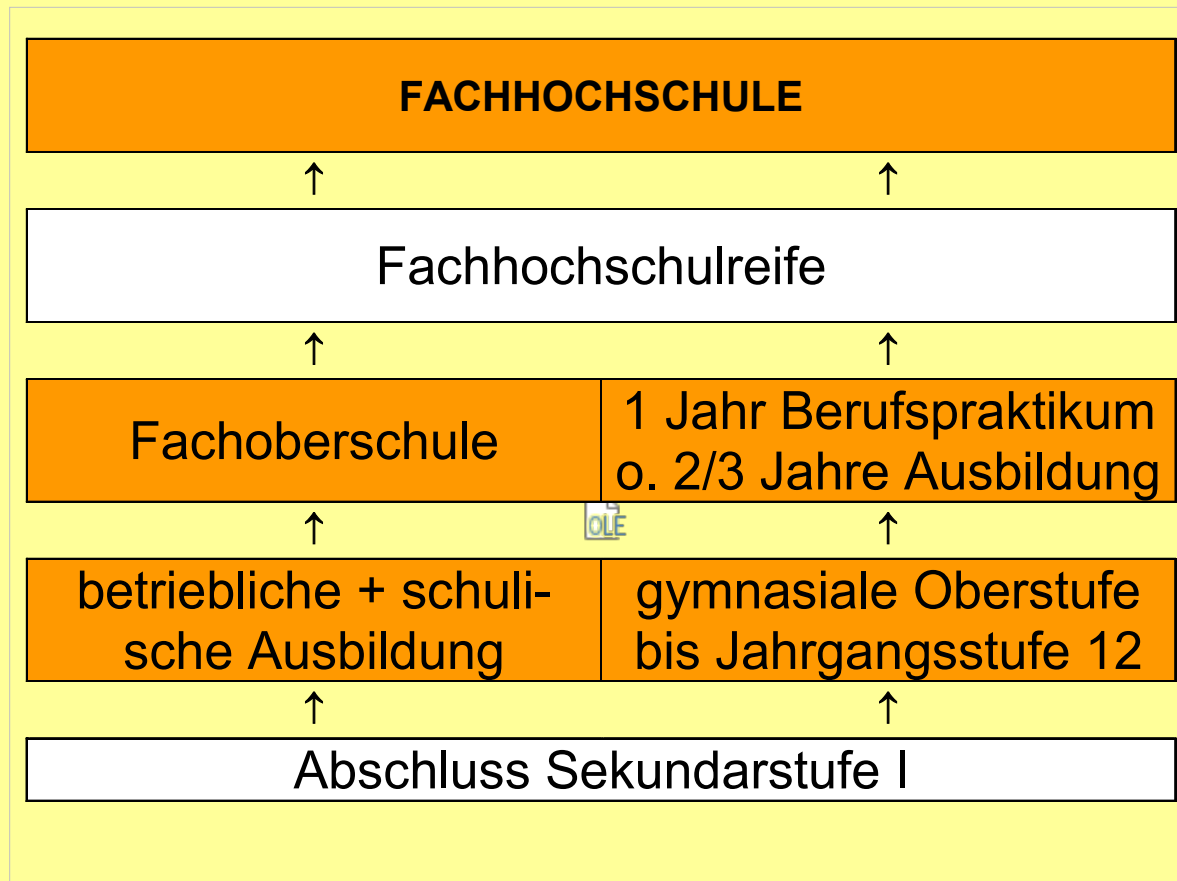 FACHHOCHSCHULE
↑ ↑
Fachhochschulreife
↑ ↑
Fachoberschule
1 Jahr Berufspraktikum
o. 2/3 Jahre Ausbildung
↑ ↑
OLE
betriebliche + schuli-
sche Ausbildung
gymnasiale Oberstufe
bis Jahrgangsstufe 12
↑ ↑
Abschluss Sekundarstufe I